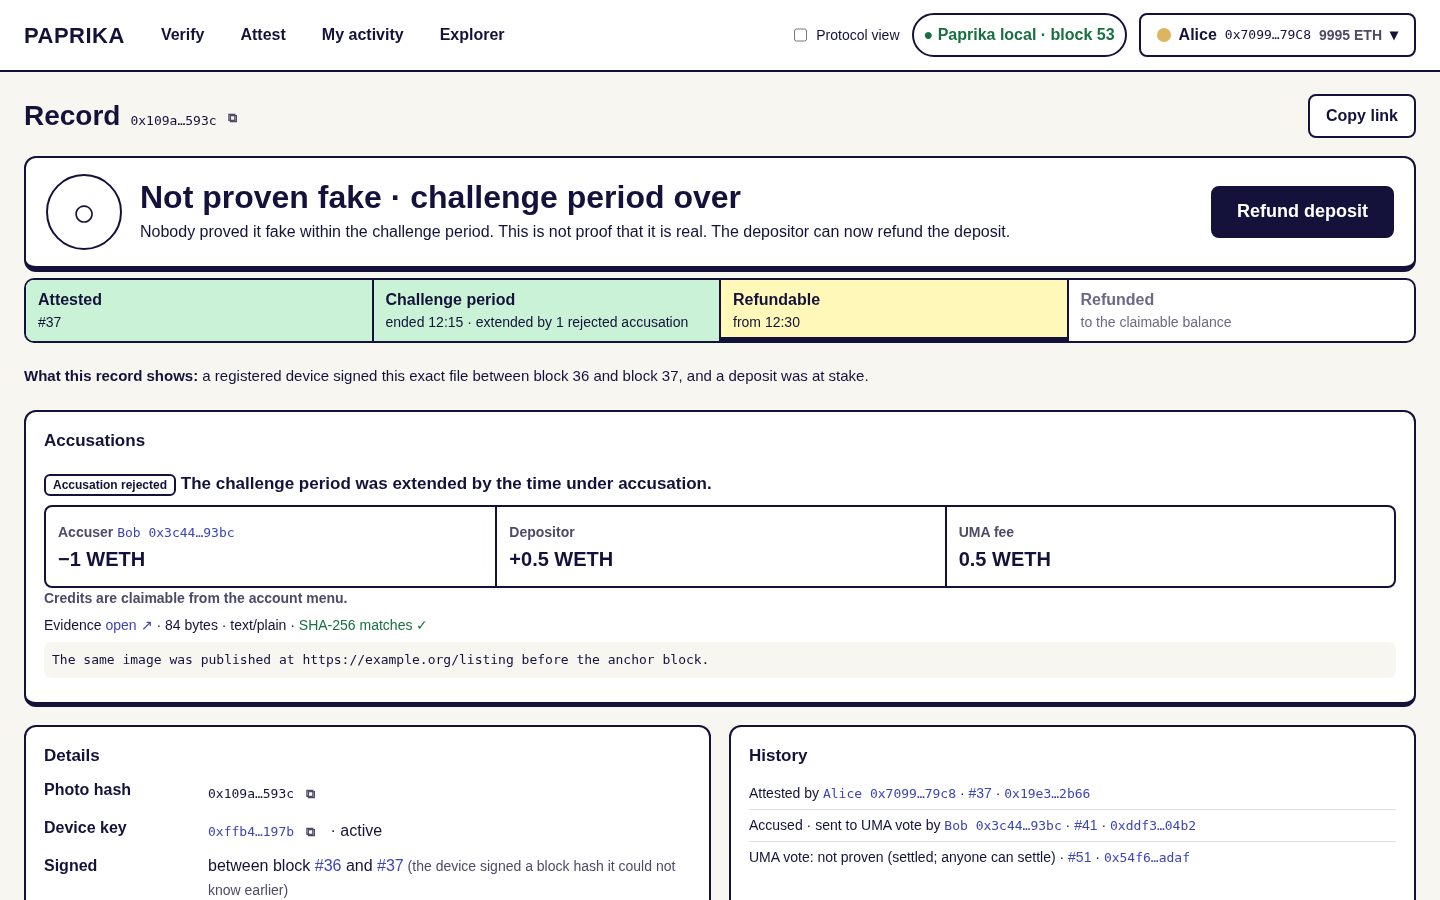 PAPRIKA Verify Attest My activity Explorer Protocol view ● Paprika local · block 53 Alice 0x7099…79C8 9995 ETH ▼
Record 0x109a…593c Copy link
Not proven fake · challenge period over
Nobody proved it fake within the challenge period. This is not proof that it is real. The depositor can now refund the deposit.
Refund deposit
Attested
#37
Challenge period
ended 12:15 · extended by 1 rejected accusation
Refundable
from 12:30
Refunded
to the claimable balance
What this record shows: a registered device signed this exact file between block 36 and block 37, and a deposit was at stake.
Accusations
Accusation rejected The challenge period was extended by the time under accusation.
Accuser Bob 0x3c44…93bc
−1 WETH
Depositor
+0.5 WETH
UMA fee
0.5 WETH
Credits are claimable from the account menu.
Evidence open ↗ · 84 bytes · text/plain · SHA-256 matches ✓
The same image was published at https://example.org/listing before the anchor block.
Details
Photo hash 0x109a…593c
Device key 0xffb4…197b · active
Signed between block #36 and #37 (the device signed a block hash it could not
know earlier)
History
Attested by Alice 0x7099…79c8 · #37 · 0x19e3…2b66
Accused · sent to UMA vote by Bob 0x3c44…93bc · #41 · 0xddf3…04b2
UMA vote: not proven (settled; anyone can settle) · #51 · 0x54f6…adaf